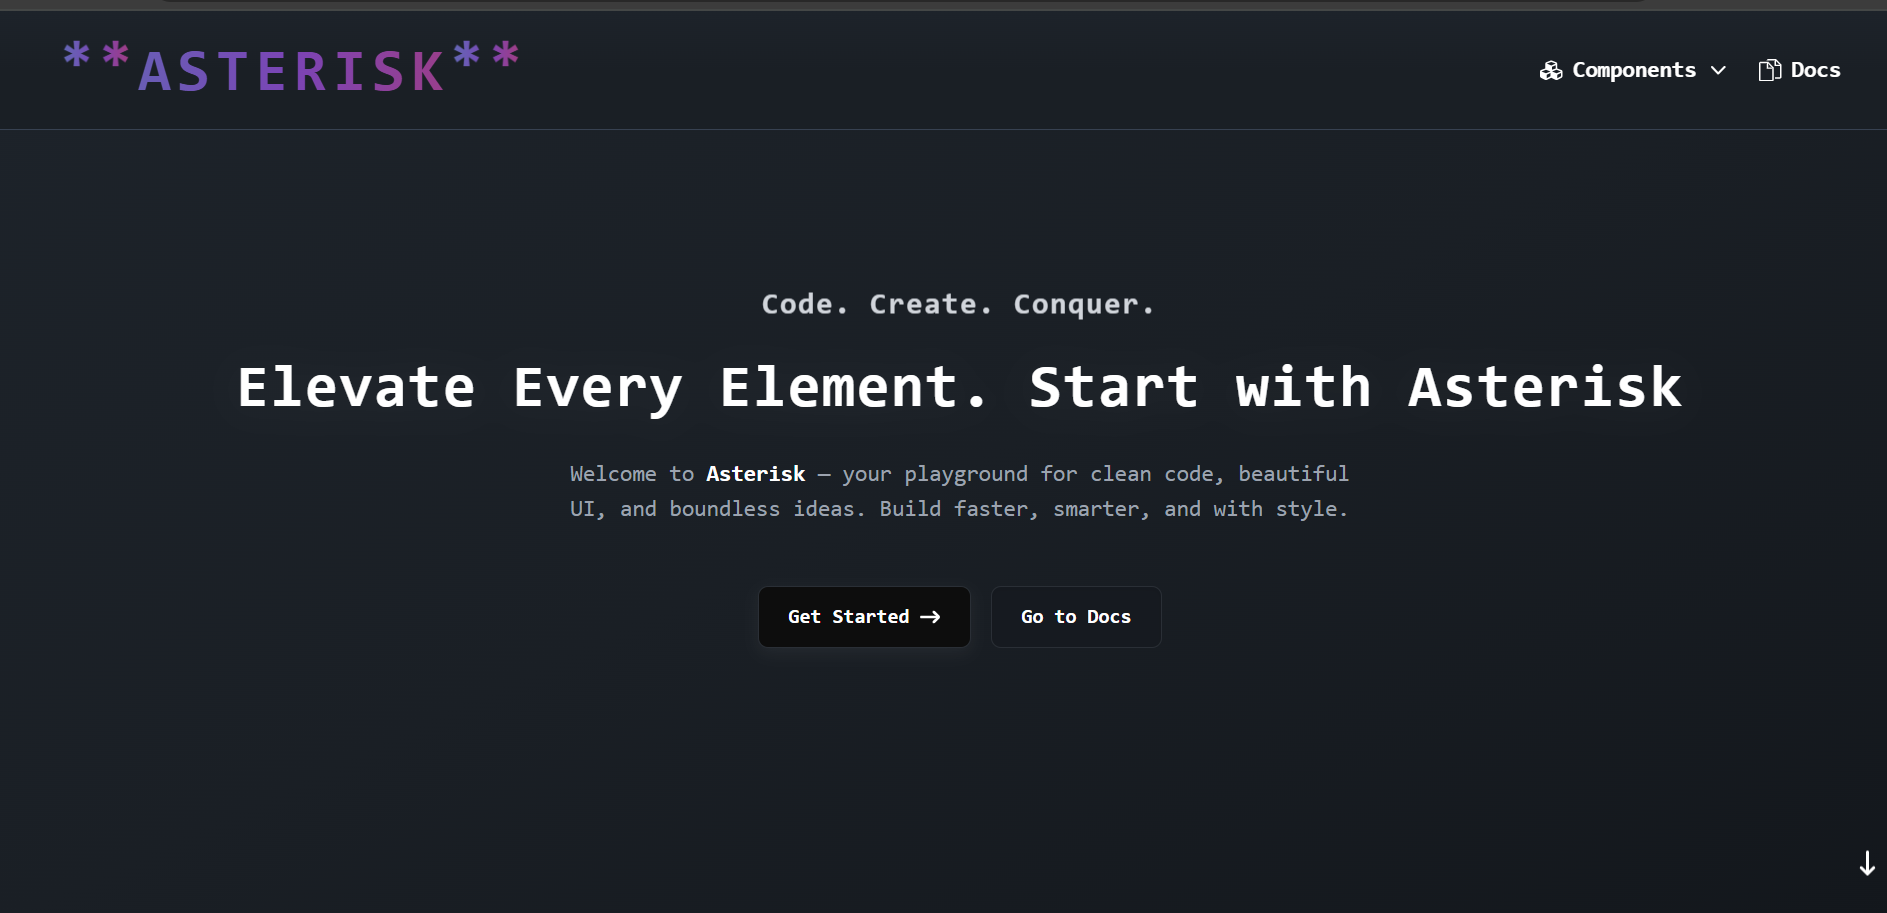 **ASTERISK**
Components
Docs
Code. Create. Conquer.
Elevate Every Element. Start with Asterisk
Welcome to Asterisk — your playground for clean code, beautiful
UI, and boundless ideas. Build faster, smarter, and with style.
Get Started →
Go to Docs